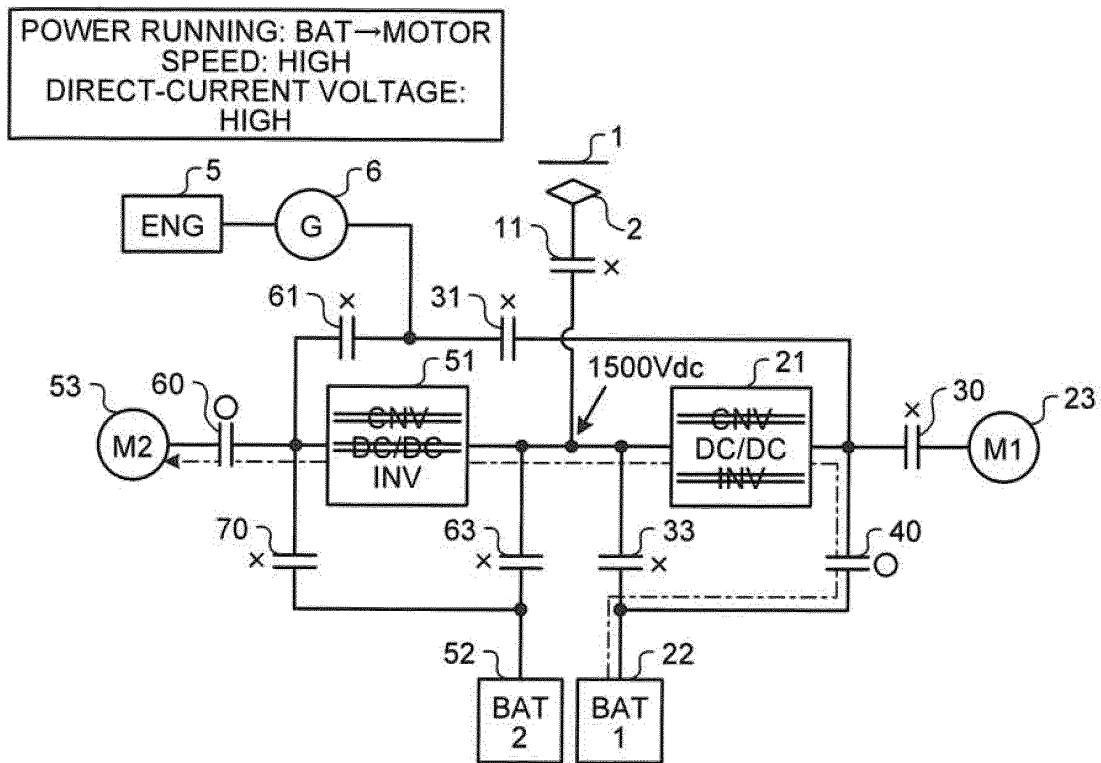 POWER RUNNING: BAT→MOTOR
SPEED: HIGH
DIRECT-CURRENT VOLTAGE:
HIGH
1
5
6
ENG
G
11
2
×
61
×
31
×
51
1500Vdc
21
53
60
30
23
×
M2
CNV
DC/DC
INV
CNV
DC/DC
INV
M1
70
63
33
40
×
×
×
52
22
BAT
2
BAT
1